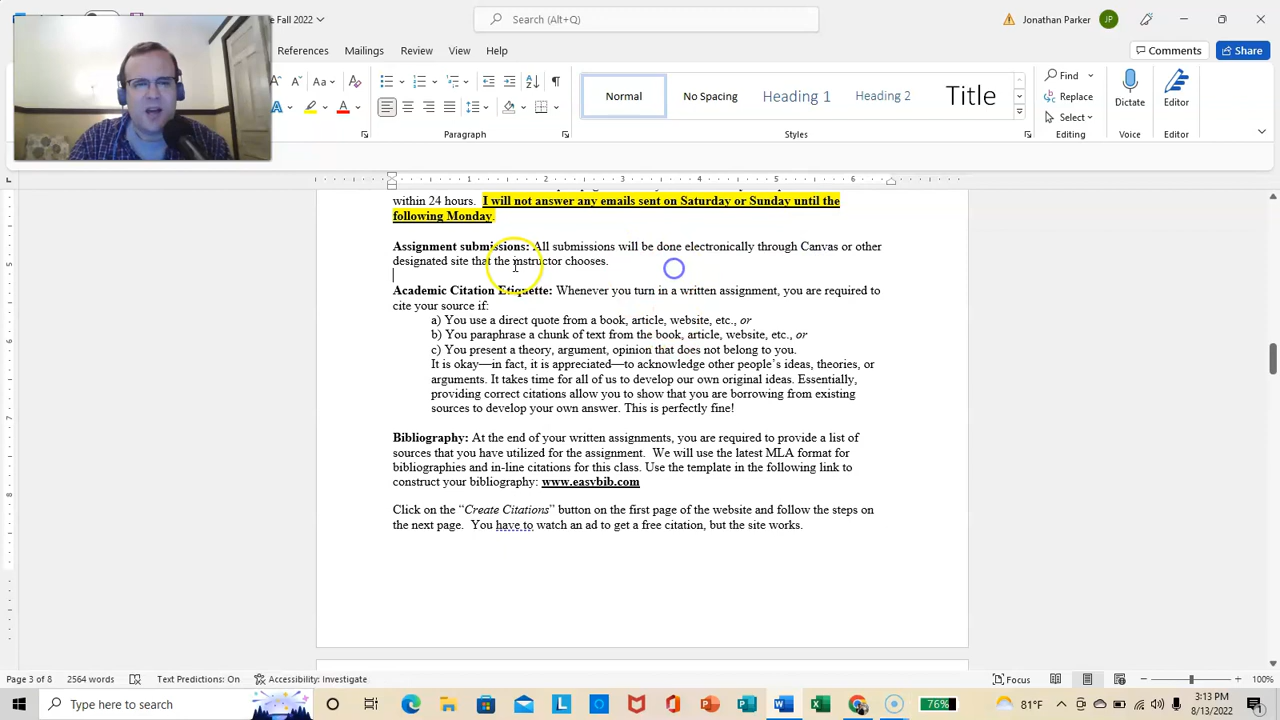 e Fall 2022
Search (Alt+Q)
Jonathan Parker
JP
References
Mailings
Review
View
Help
Comments
Share
Aa
A
A
Normal
No Spacing
Heading 1
Heading 2
Title
Find
Replace
Select
Dictate
Editor
Paragraph
Styles
Editing
Voice
Editor
1
2
3
4
5
6
within 24 hours. I will not answer any emails sent on Saturday or Sunday until the
following Monday.
Assignment submissions: All submissions will be done electronically through Canvas or other
designated site that the instructor chooses.
Academic Citation Etiquette: Whenever you turn in a written assignment, you are required to
cite your source if:
a) You use a direct quote from a book, article, website, etc., or
b) You paraphrase a chunk of text from the book, article, website, etc., or
c) You present a theory, argument, opinion that does not belong to you.
It is okay—in fact, it is appreciated—to acknowledge other people’s ideas, theories, or
arguments. It takes time for all of us to develop our own original ideas. Essentially,
providing correct citations allow you to show that you are borrowing from existing
sources to develop your own answer. This is perfectly fine!
Bibliography: At the end of your written assignments, you are required to provide a list of
sources that you have utilized for the assignment. We will use the latest MLA format for
bibliographies and in-line citations for this class. Use the template in the following link to
construct your bibliography: www.easybib.com
Click on the “Create Citations” button on the first page of the website and follow the steps on
the next page. You have to watch an ad to get a free citation, but the site works.
Page 3 of 8
2564 words
Text Predictions: On
Accessibility: Investigate
Focus
100%
Type here to search
76%
81°F
3:13 PM
8/13/2022